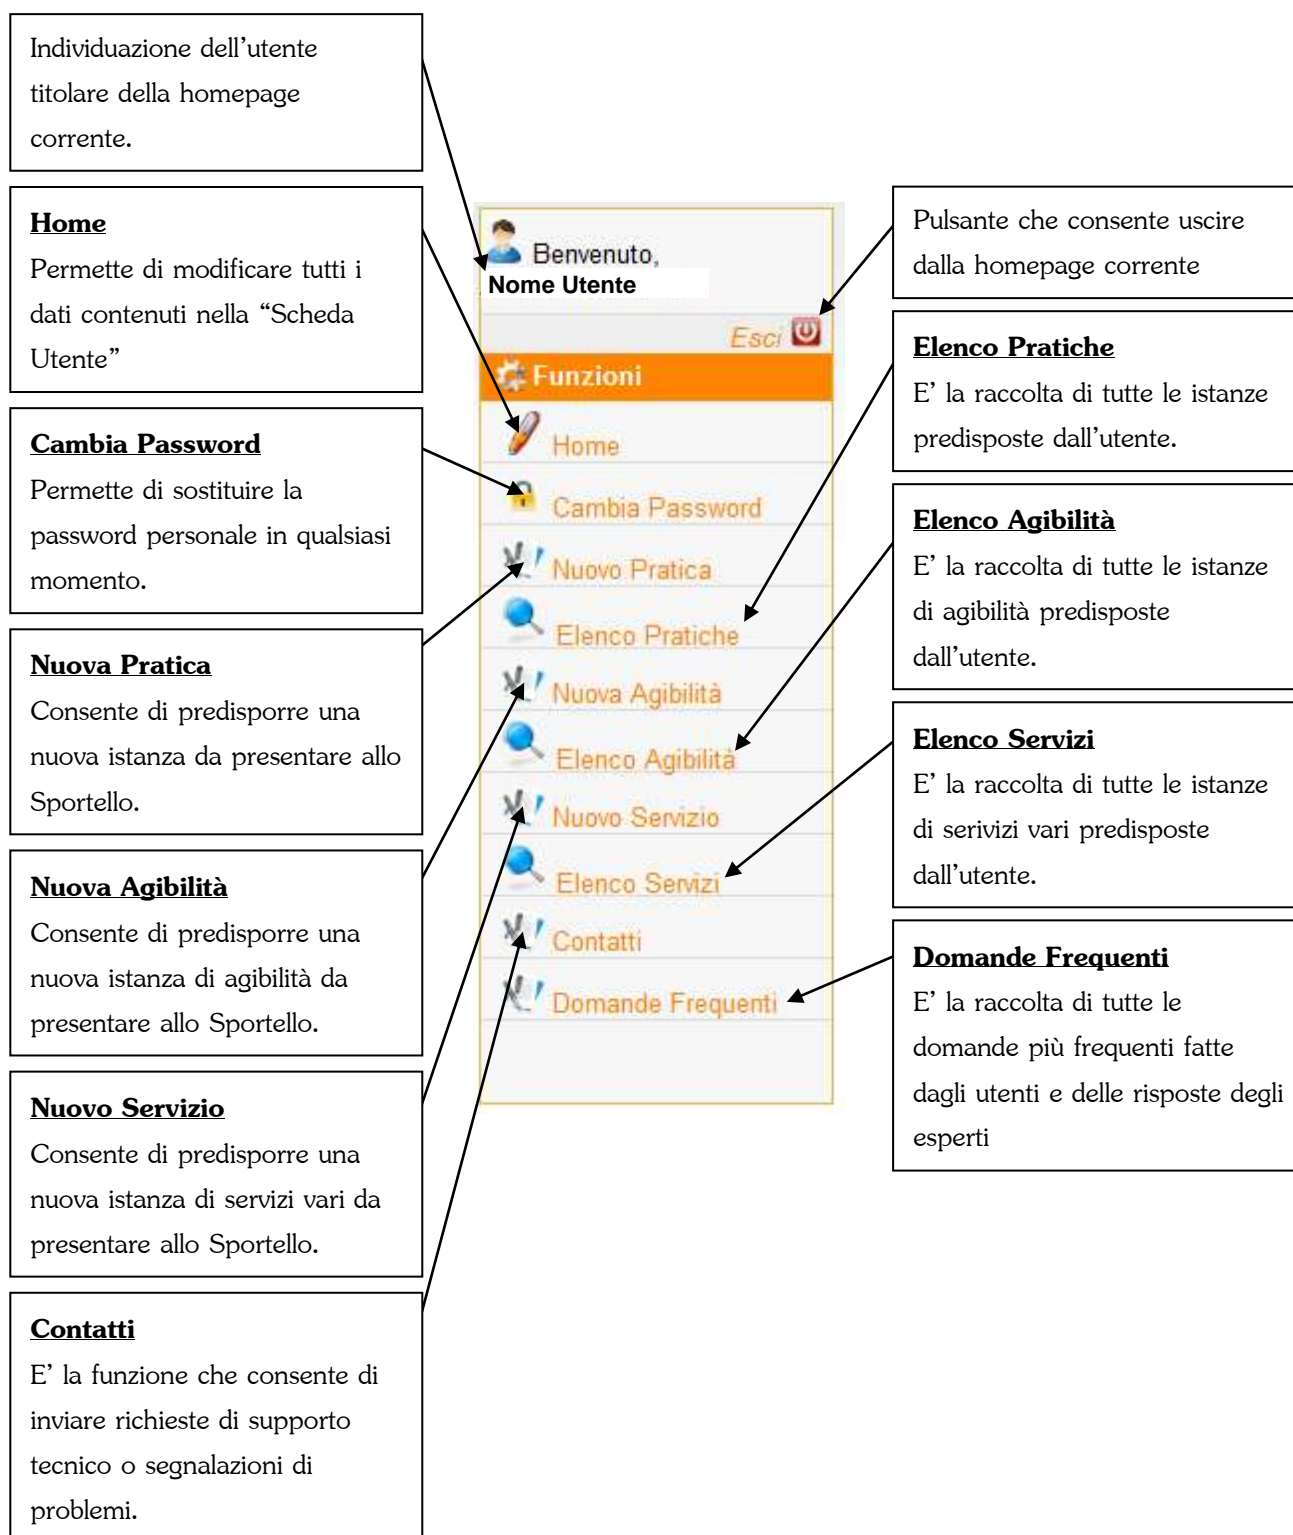 Individuazione dell’utente
titolare della homepage
corrente.
Home
Permette di modificare tutti i
dati contenuti nella “Scheda
Utente”
Cambia Password
Permette di sostituire la
password personale in qualsiasi
momento.
Nuova Pratica
Consente di predisporre una
nuova istanza da presentare allo
Sportello.
Nuova Agibilità
Consente di predisporre una
nuova istanza di agibilità da
presentare allo Sportello.
Nuovo Servizio
Consente di predisporre una
nuova istanza di servizi vari da
presentare allo Sportello.
Contatti
E’ la funzione che consente di
inviare richieste di supporto
tecnico o segnalazioni di
problemi.
Benvenuto,
Nome Utente
Esci
Funzioni
Home
Cambia Password
Nuovo Pratica
Elenco Pratiche
Nuova Agibilità
Elenco Agibilità
Nuovo Servizio
Elenco Servizi
Contatti
Domande Frequenti
Pulsante che consente uscire
dalla homepage corrente
Elenco Pratiche
E’ la raccolta di tutte le istanze
predisposte dall’utente.
Elenco Agibilità
E’ la raccolta di tutte le istanze
di agibilità predisposte
dall’utente.
Elenco Servizi
E’ la raccolta di tutte le istanze
di serivizi vari predisposte
dall’utente.
Domande Frequenti
E’ la raccolta di tutte le
domande più frequenti fatte
dagli utenti e delle risposte degli
esperti